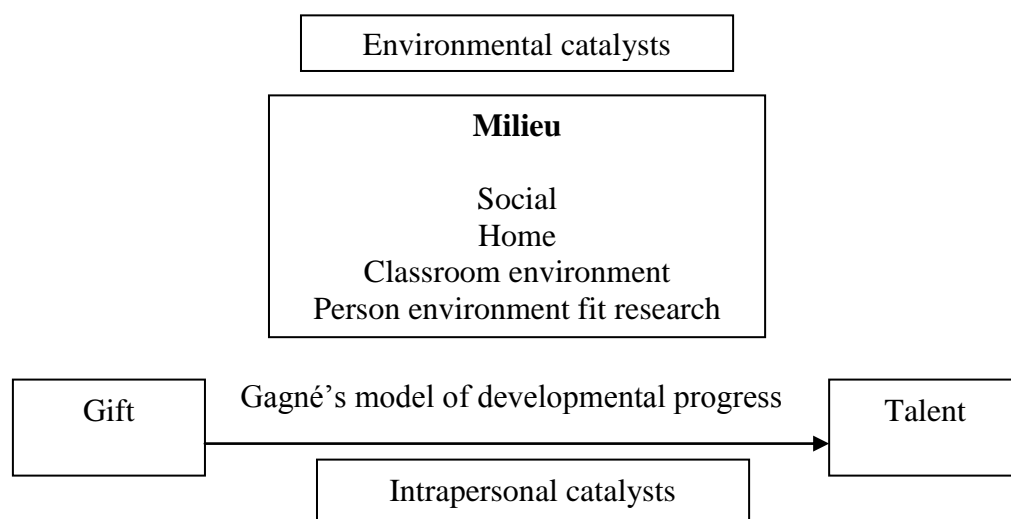 Environmental catalysts
Milieu
Social
Home
Classroom environment
Person environment fit research
Gift
Gagné’s model of developmental progress
Talent
Intrapersonal catalysts